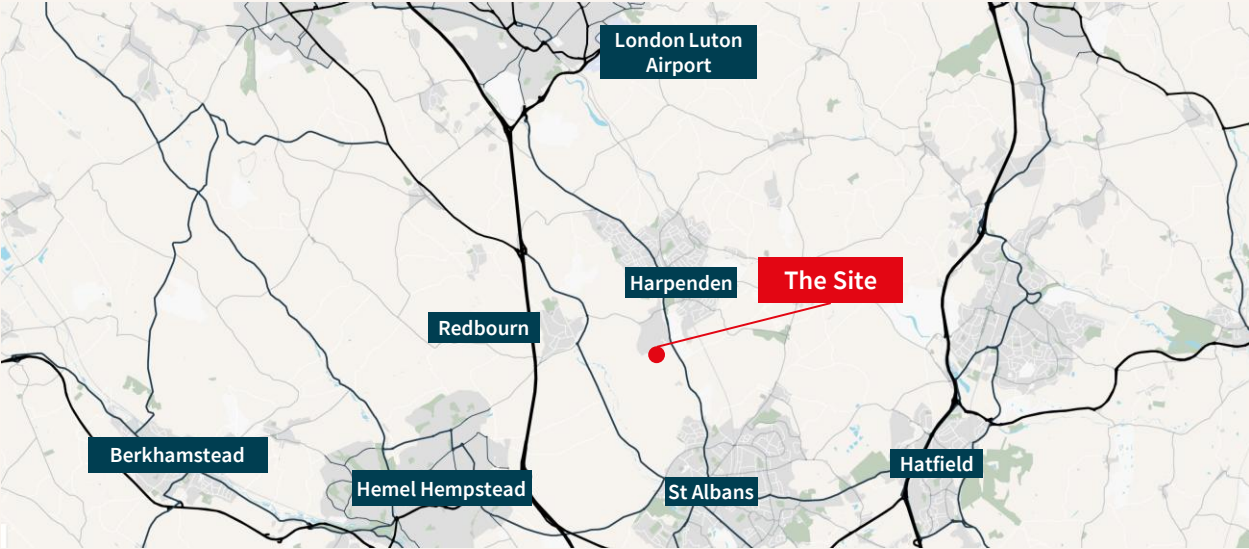 London Luton
Airport
Harpenden
The Site
Redbourn
Berkhamstead
Hemel Hempstead
St Albans
Hatfield